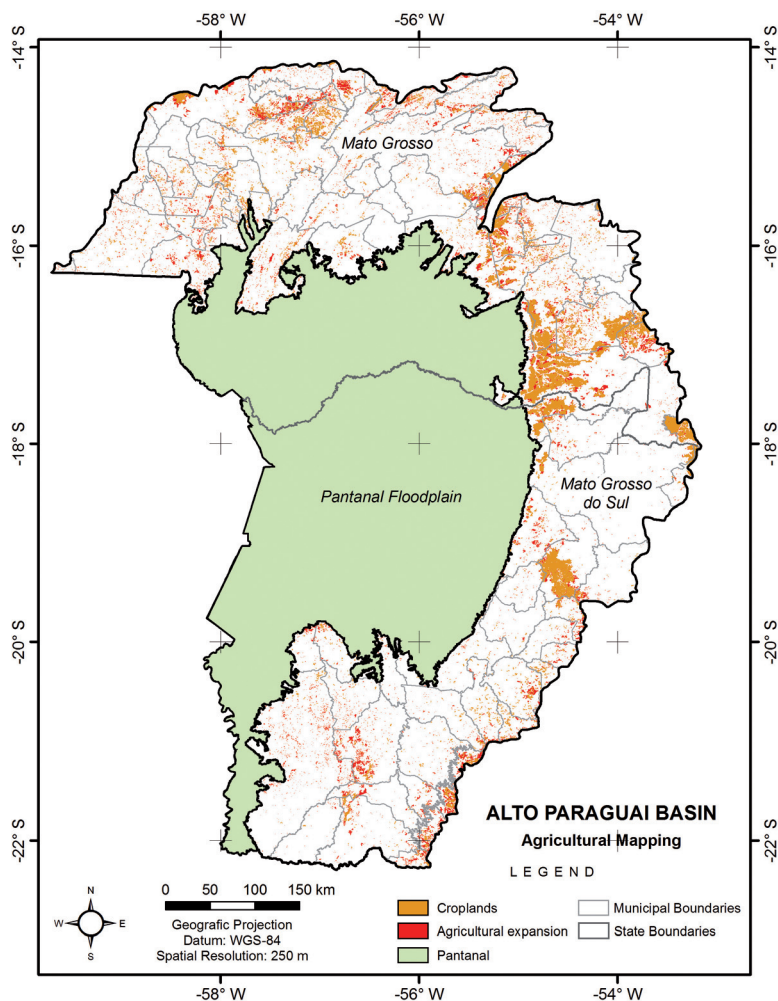 -58° W
-56° W
-54° W
-14° S
-14° S
Mato Grosso
-16° S
-16° S
Pantanal Floodplain
Mato Grosso
do Sul
-18° S
-18° S
-20° S
-20° S
-22° S
-22° S
ALTO PARAGUAI BASIN
Agricultural Mapping
LEGEND
0 50 100 150 km
N
W E
S
Geografic Projection
Datum: WGS-84
Spatial Resolution: 250 m
Croplands
Agricultural expansion
Pantanal
Municipal Boundaries
State Boundaries
-58° W
-56° W
-54° W